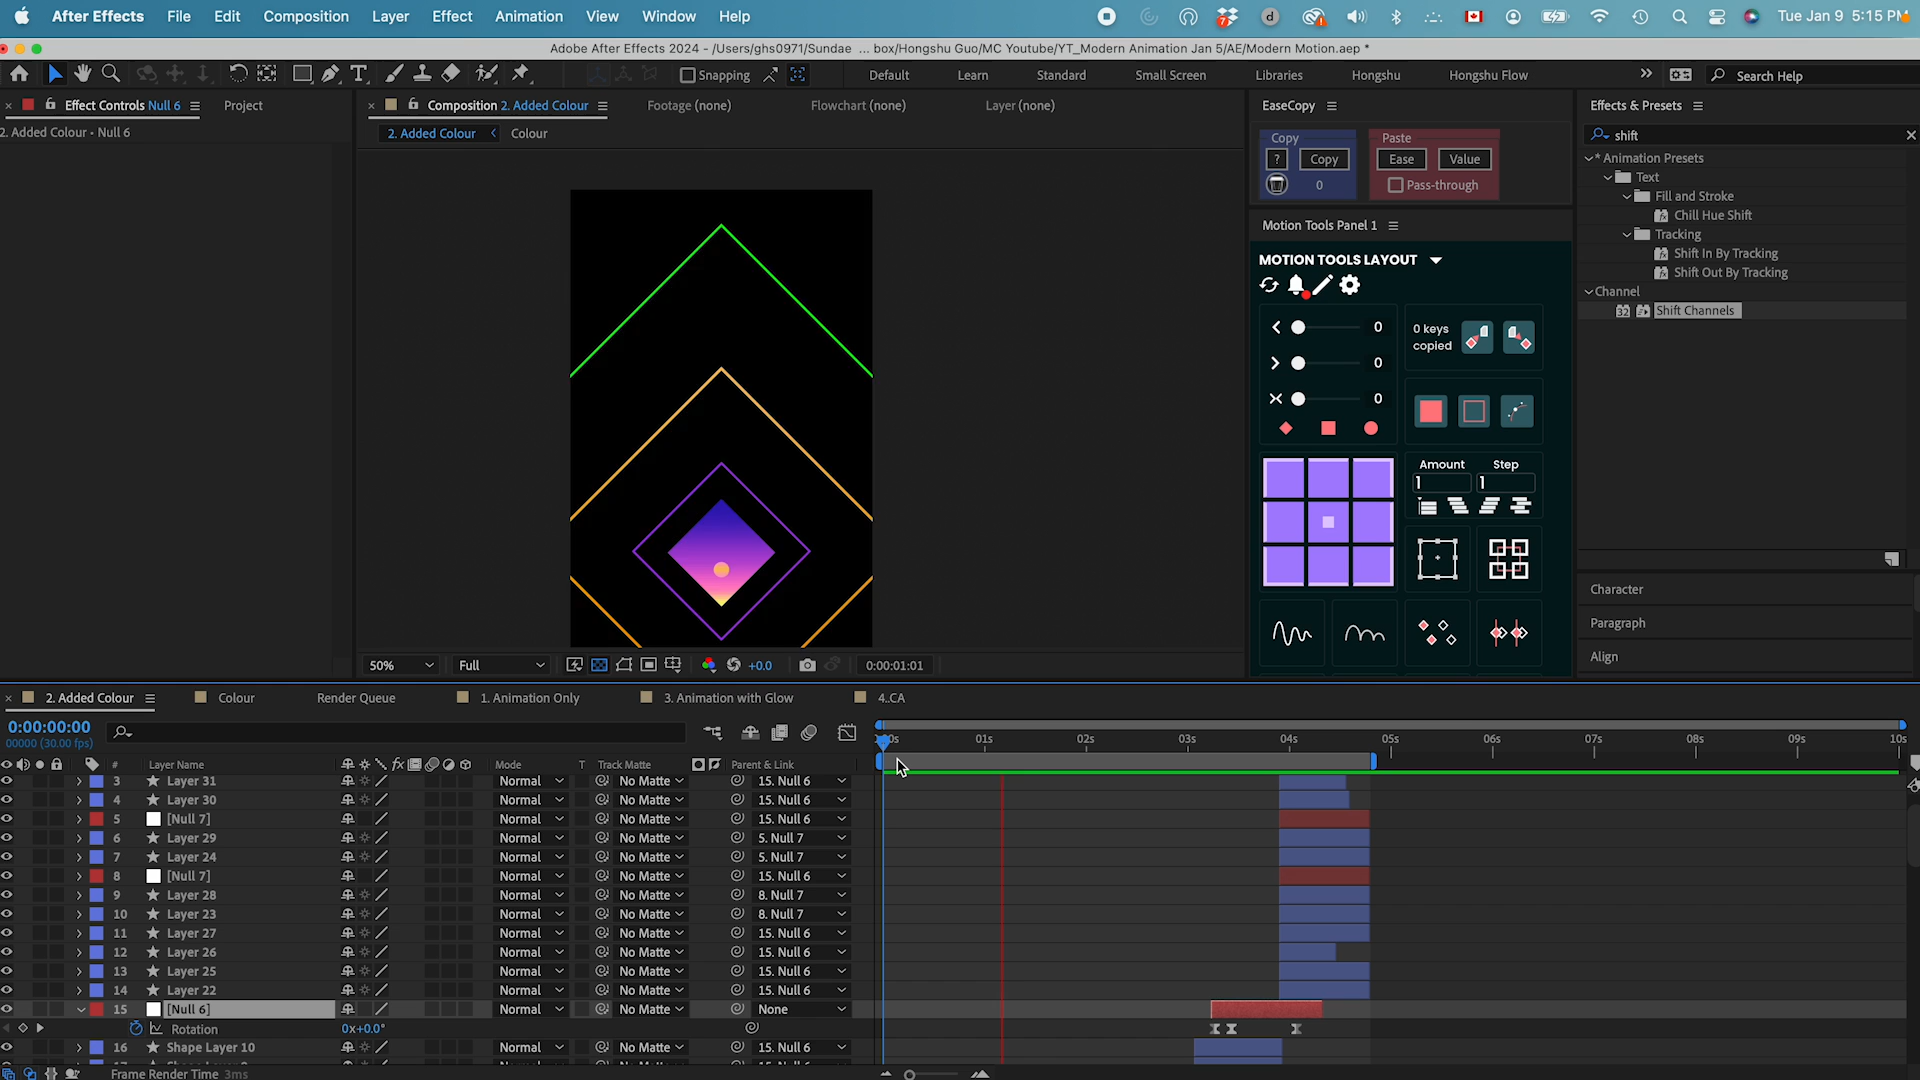 After Effects File Edit Composition Layer Effect Animation View Window Help Tue Jan 9 5:15 PM
Adobe After Effects 2024 - /Users/ghs0971/Sundae ... box/Hongshu Guo/MC Youtube/YT_Modern Animation Jan 5/AE/Modern Motion.aep *
Snapping Default Learn Standard Small Screen Libraries Hongshu Hongshu Flow Search Help
Effect Controls Null 6 Project Composition 2. Added Colour Footage (none) Flowchart (none) Layer (none) EaseCopy Effects & Presets
2. Added Colour • Null 6 2. Added Colour Colour
Copy Paste shift
? Copy Ease Value
0 Pass-through
* Animation Presets
Text
Fill and Stroke
Chill Hue Shift
Tracking
Shift In By Tracking
Shift Out By Tracking
Channel
32 Shift Channels
Motion Tools Panel 1
MOTION TOOLS LAYOUT
0 0 keys copied
0
0
Amount Step
1 1
Character
Paragraph
Align
50% Full +0.0 0:00:01:01
2. Added Colour Colour Render Queue 1. Animation Only 3. Animation with Glow 4.CA
0:00:00:00
00000 (30.00 fps)
01s 02s 03s 04s 05s 06s 07s 08s 09s 10s
# Layer Name Mode T Track Matte Parent & Link
3 Layer 31 Normal No Matte 15. Null 6
4 Layer 30 Normal No Matte 15. Null 6
5 [Null 7] Normal No Matte 15. Null 6
6 Layer 29 Normal No Matte 5. Null 7
7 Layer 24 Normal No Matte 5. Null 7
8 [Null 7] Normal No Matte 15. Null 6
9 Layer 28 Normal No Matte 8. Null 7
10 Layer 23 Normal No Matte 8. Null 7
11 Layer 27 Normal No Matte 15. Null 6
12 Layer 26 Normal No Matte 15. Null 6
13 Layer 25 Normal No Matte 15. Null 6
14 Layer 22 Normal No Matte 15. Null 6
15 [Null 6] Normal No Matte None
Rotation 0x+0.0°
16 Shape Layer 10 Normal No Matte 15. Null 6
Frame Render Time 3ms